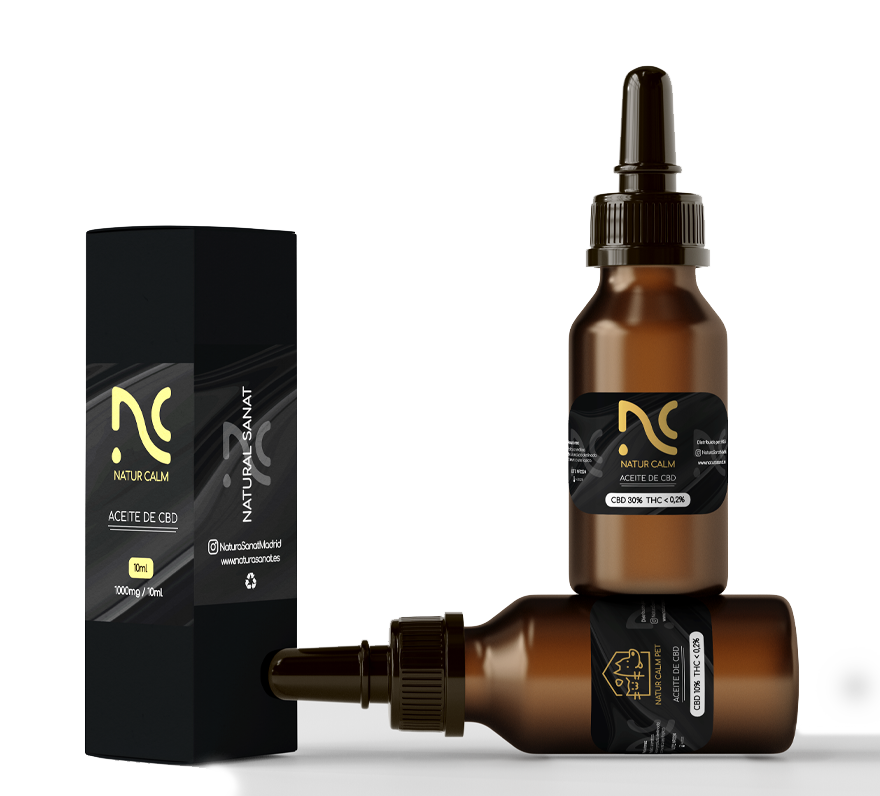 NATUR CALM
ACEITE DE CBD
10ml
1000mg / 10ml
NATURAL SANAT
NaturaSanatMadrid
www.naturasanat.es
NATUR CALM
ACEITE DE CBD
CBD 30% THC < 0,2%
NATUR CALM PET
ACEITE DE CBD
CBD 10% THC < 0,2%